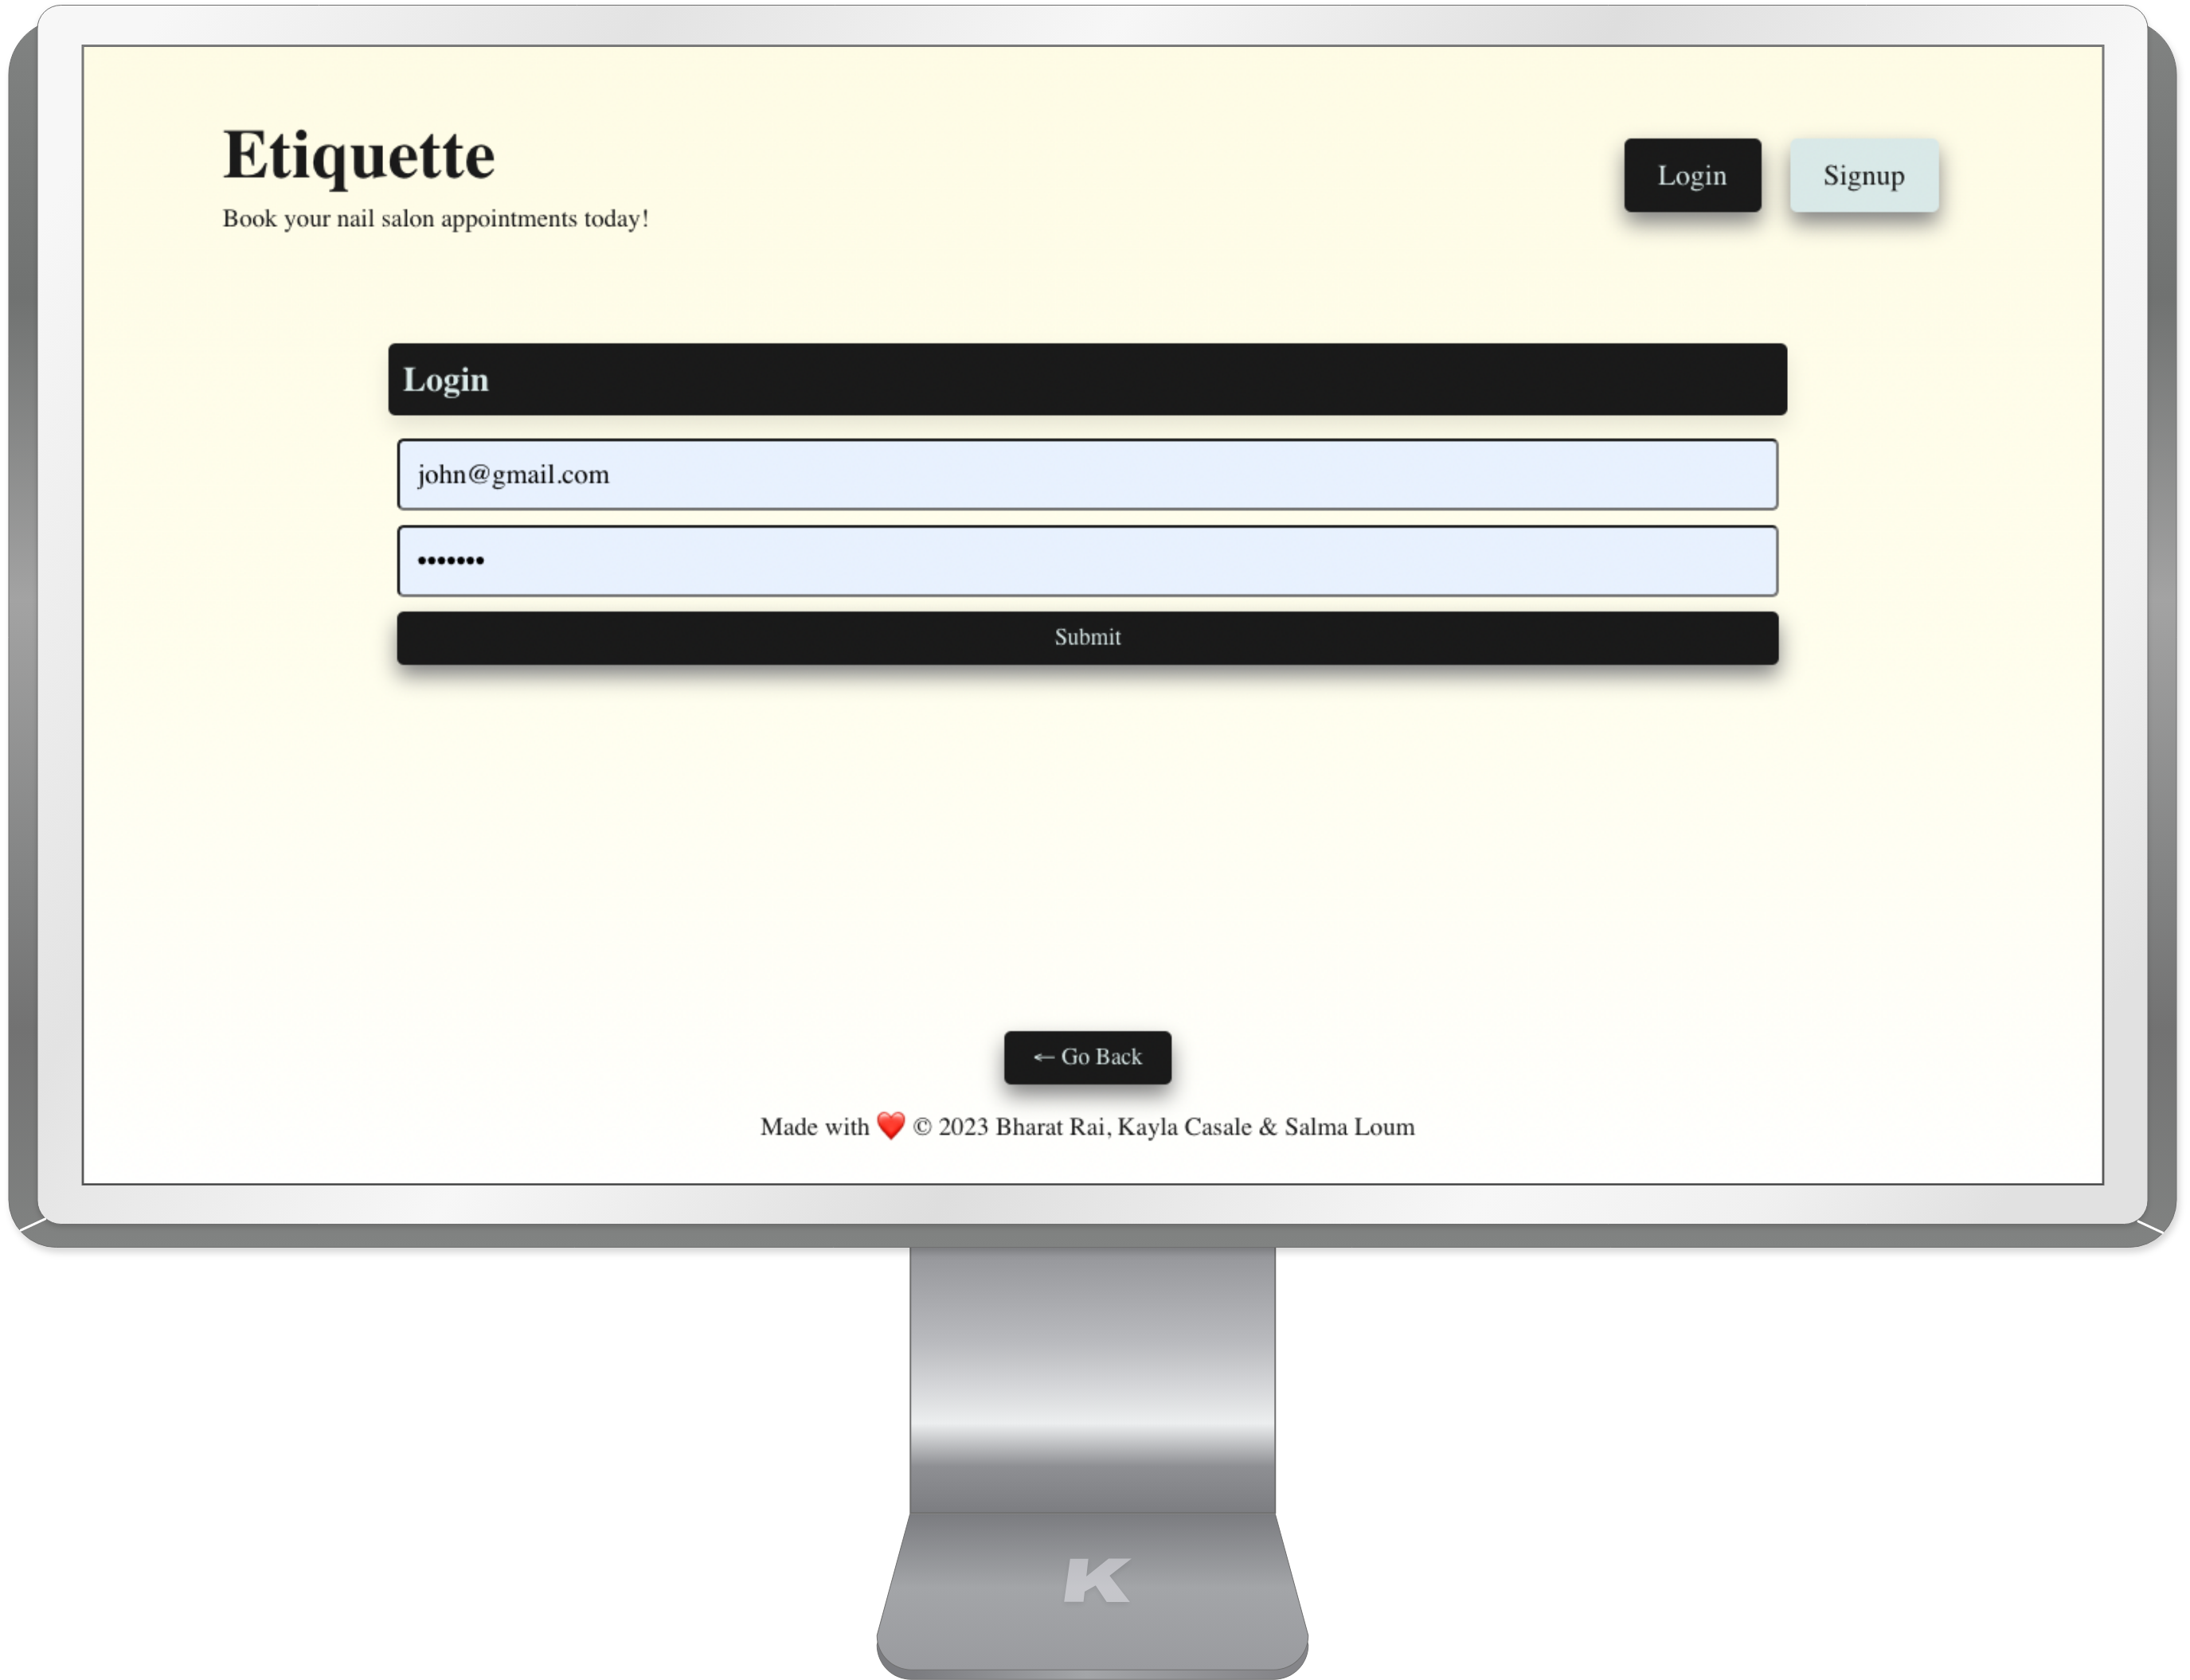 Etiquette
Book your nail salon appointments today!
Login
Signup
Login
john@gmail.com
•••••••
Submit
← Go Back
Made with ❤️ © 2023 Bharat Rai, Kayla Casale & Salma Loum
K